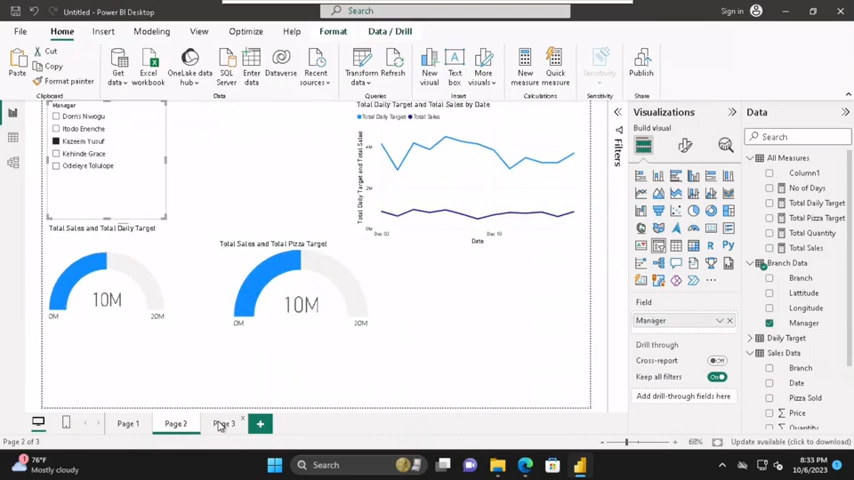 Untitled - Power BI Desktop
Search
Sign in
File
Home
Insert
Modeling
View
Optimize
Help
Format
Data / Drill
Paste
Cut
Copy
Format painter
Get data
Excel workbook
OneLake data hub
SQL Server
Enter data
Dataverse
Recent sources
Transform data
Refresh
New visual
Text box
More visuals
New measure
Quick measure
Sensitivity
Publish
Clipboard
Data
Queries
Insert
Calculations
Sensitivity
Share
Manager
Dorris Nwogu
Itodo Enenche
Kazeem Yusuf
Kehinde Grace
Odeleye Tolulope
Total Daily Target and Total Sales by Date
Total Daily Target
Total Sales
Total Daily Target and Total Sales
4M
2M
0M
Dec 03
Dec 10
Date
Total Sales and Total Daily Target
10M
0M
20M
Total Sales and Total Pizza Target
10M
0M
20M
Filters
Visualizations
Build visual
Field
Manager
Drill through
Cross-report
Off
Keep all filters
On
Add drill-through fields here
Data
Search
All Measures
Column1
No of Days
Total Daily Target
Total Pizza Target
Total Quantity
Total Sales
Branch Data
Branch
Lattitude
Longitude
Manager
Daily Target
Sales Data
Branch
Date
Pizza Sold
Price
Quantity
Page 1
Page 2
Page 3
Page 2 of 3
68%
Update available (click to download)
76°F
Mostly cloudy
Search
8:33 PM
10/6/2023